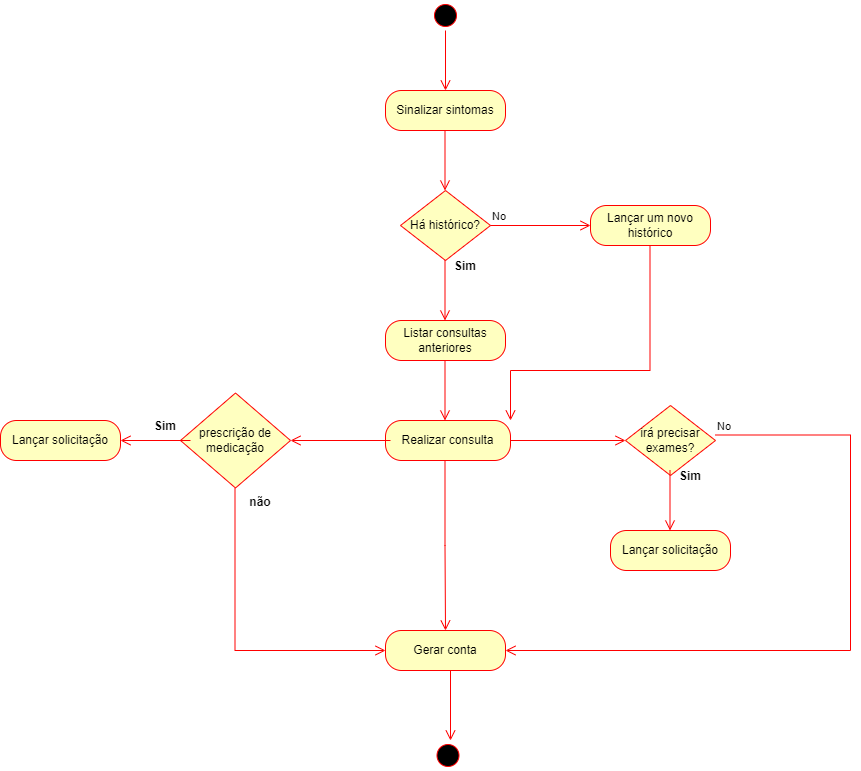 Sinalizar sintomas
Há histórico?
No
Lançar um novo
histórico
Sim
Listar consultas
anteriores
Lançar solicitação
Sim
prescrição de
medicação
Realizar consulta
irá precisar
exames?
No
Sim
não
Lançar solicitação
Gerar conta